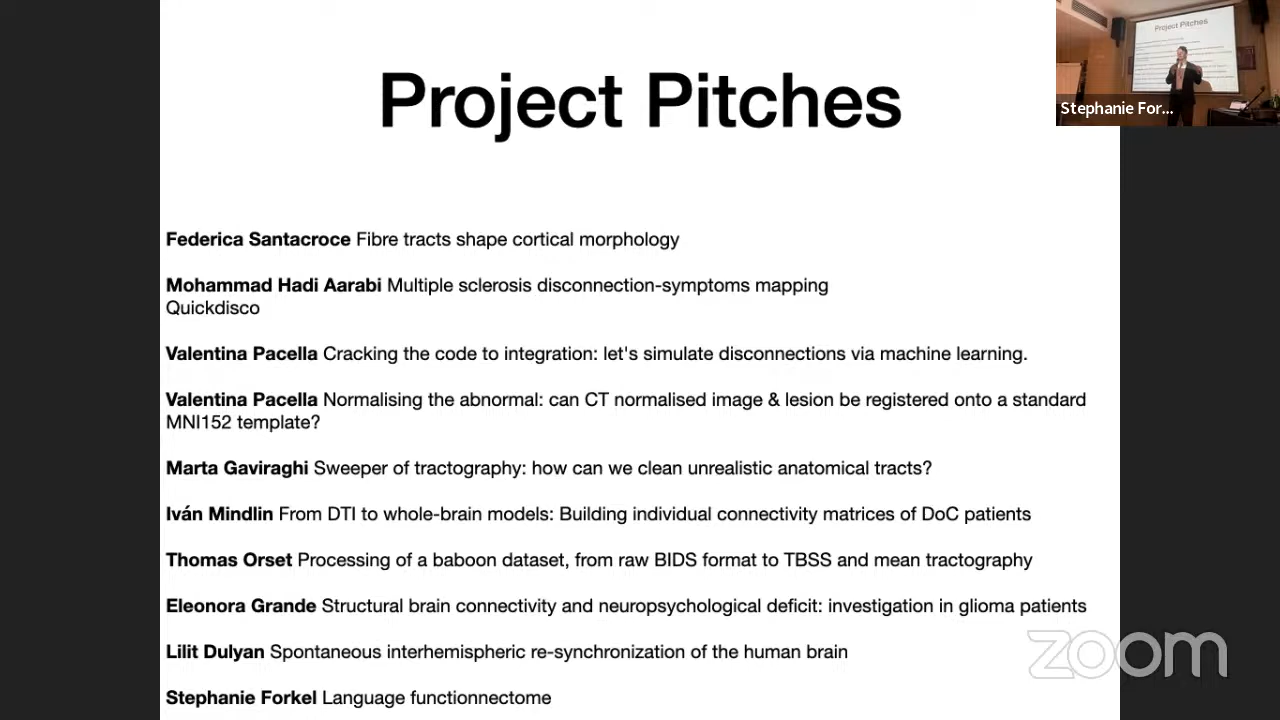 Project Pitches
Project Pitches
Stephanie For...
Federica Santacroce Fibre tracts shape cortical morphology
Mohammad Hadi Aarabi Multiple sclerosis disconnection-symptoms mapping
Quickdisco
Valentina Pacella Cracking the code to integration: let's simulate disconnections via machine learning.
Valentina Pacella Normalising the abnormal: can CT normalised image & lesion be registered onto a standard
MNI152 template?
Marta Gaviraghi Sweeper of tractography: how can we clean unrealistic anatomical tracts?
Iván Mindlin From DTI to whole-brain models: Building individual connectivity matrices of DoC patients
Thomas Orset Processing of a baboon dataset, from raw BIDS format to TBSS and mean tractography
Eleonora Grande Structural brain connectivity and neuropsychological deficit: investigation in glioma patients
Lilit Dulyan Spontaneous interhemispheric re-synchronization of the human brain
Stephanie Forkel Language functionnectome
zoom